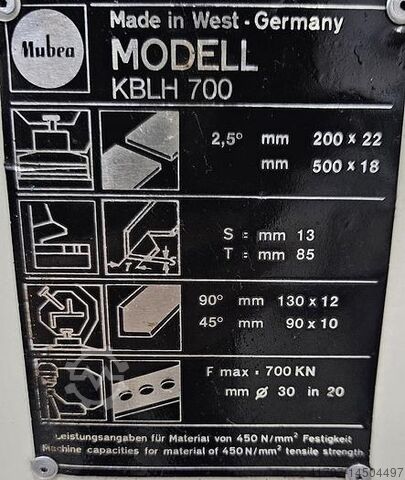 Mubea
Made in West - Germany
MODELL
KBLH 700
2,5° mm 200 x 22
mm 500 x 18
T S
S = mm 13
T = mm 85
90° mm 130 x 12
45° mm 90 x 10
F max = 700 KN
mm ø 30 in 20
Leistungsangaben für Material von 450 N/mm² Festigkeit
Machine capacities for material of 450 N/mm² tensile strength